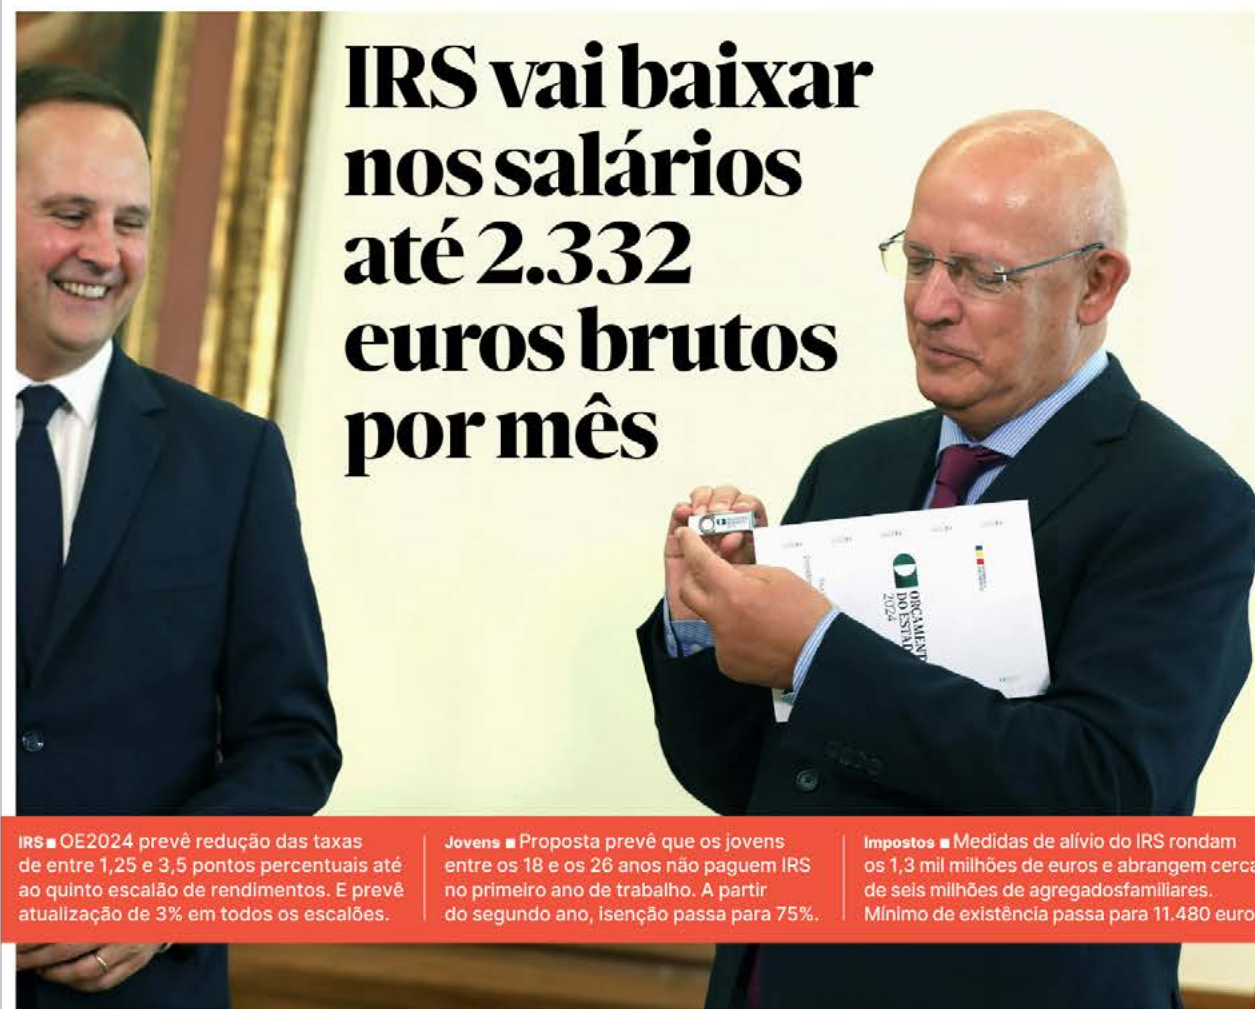 IRS vai baixar
nos salários
até 2.332
euros brutos
por mês
ORÇAMENT
DO ESTAD
2024
IRS ■ OE2024 prevê redução das taxas
de entre 1,25 e 3,5 pontos percentuais até
ao quinto escalão de rendimentos. E prevê
atualização de 3% em todos os escalões.
Jovens ■ Proposta prevê que os jovens
entre os 18 e os 26 anos não paguem IRS
no primeiro ano de trabalho. A partir
do segundo ano, isenção passa para 75%.
Impostos ■ Medidas de alívio do IRS rondam
os 1,3 mil milhões de euros e abrangem cerca
de seis milhões de agregadosfamiliares.
Mínimo de existência passa para 11.480 euro